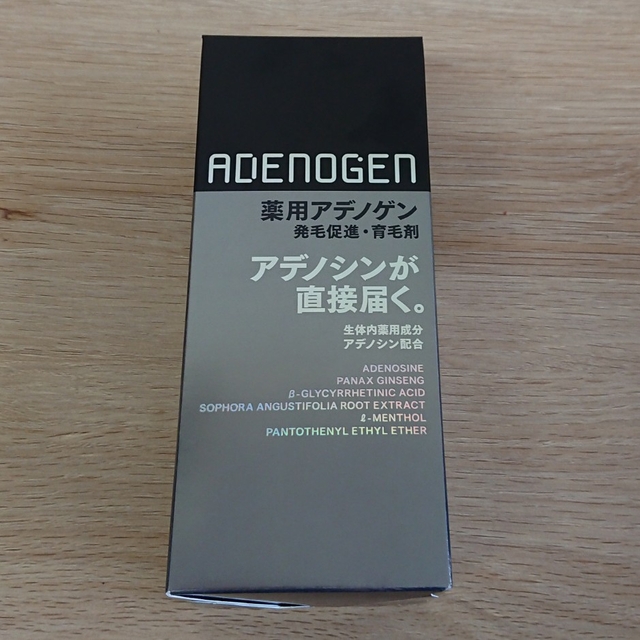 ADENOGEN
薬用アデノゲン
発毛促進・育毛剤
アデノシンが
直接届く。
生体内薬用成分
アデノシン配合
ADENOSINE
PANAX GINSENG
β-GLYCYRRHETINIC ACID
SOPHORA ANGUSTIFOLIA ROOT EXTRACT
ℓ-MENTHOL
PANTOTHENYL ETHYL ETHER